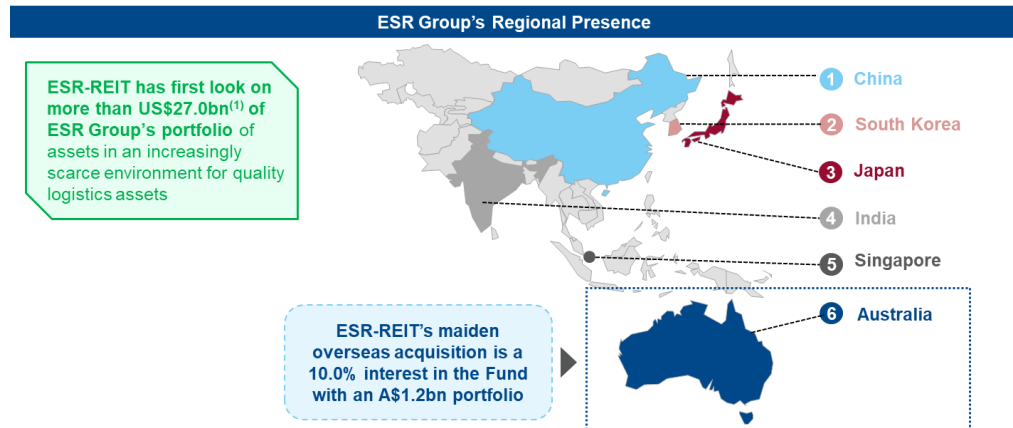 ESR Group's Regional Presence
ESR-REIT has first look on
more than US$27.0bn(1) of
ESR Group's portfolio of
assets in an increasingly
scarce environment for quality
logistics assets
1 China
2 South Korea
3 Japan
4 India
5 Singapore
6 Australia
ESR-REIT's maiden
overseas acquisition is a
10.0% interest in the Fund
with an A$1.2bn portfolio